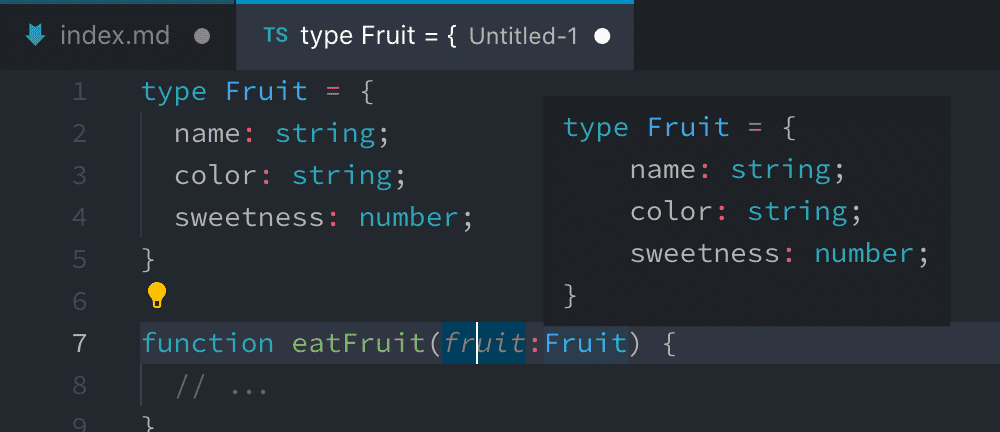 index.md
TS type Fruit = { Untitled-1
1 type Fruit = {
2 name: string;
3 color: string;
4 sweetness: number;
5 }
6
7 function eatFruit(fruit:Fruit) {
8 // ...
9 }
type Fruit = {
name: string;
color: string;
sweetness: number;
}